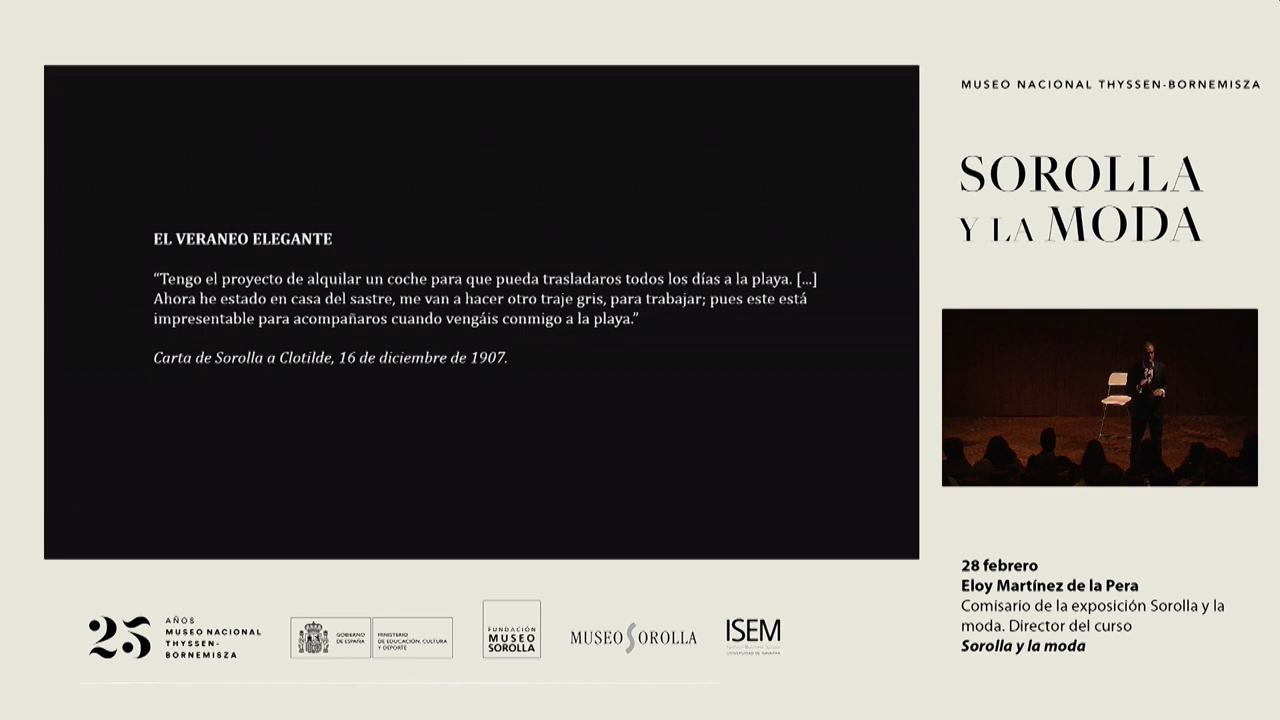 MUSEO NACIONAL THYSSEN-BORNEMISZA
SOROLLA
Y LA MODA
EL VERANEO ELEGANTE
“Tengo el proyecto de alquilar un coche para que pueda trasladaros todos los días a la playa. [...]
Ahora he estado en casa del sastre, me van a hacer otro traje gris, para trabajar; pues este está
impresentable para acompañaros cuando vengáis conmigo a la playa.”
Carta de Sorolla a Clotilde, 16 de diciembre de 1907.
28 febrero
Eloy Martínez de la Pera
Comisario de la exposición Sorolla y la
moda. Director del curso
Sorolla y la moda
25 AÑOS
MUSEO NACIONAL
THYSSEN-
BORNEMISZA
GOBIERNO
DE ESPAÑA
MINISTERIO
DE EDUCACIÓN, CULTURA
Y DEPORTE
FUNDACIÓN
MUSEO
SOROLLA
MUSEO SOROLLA
ISEM
UNIVERSIDAD DE NAVARRA